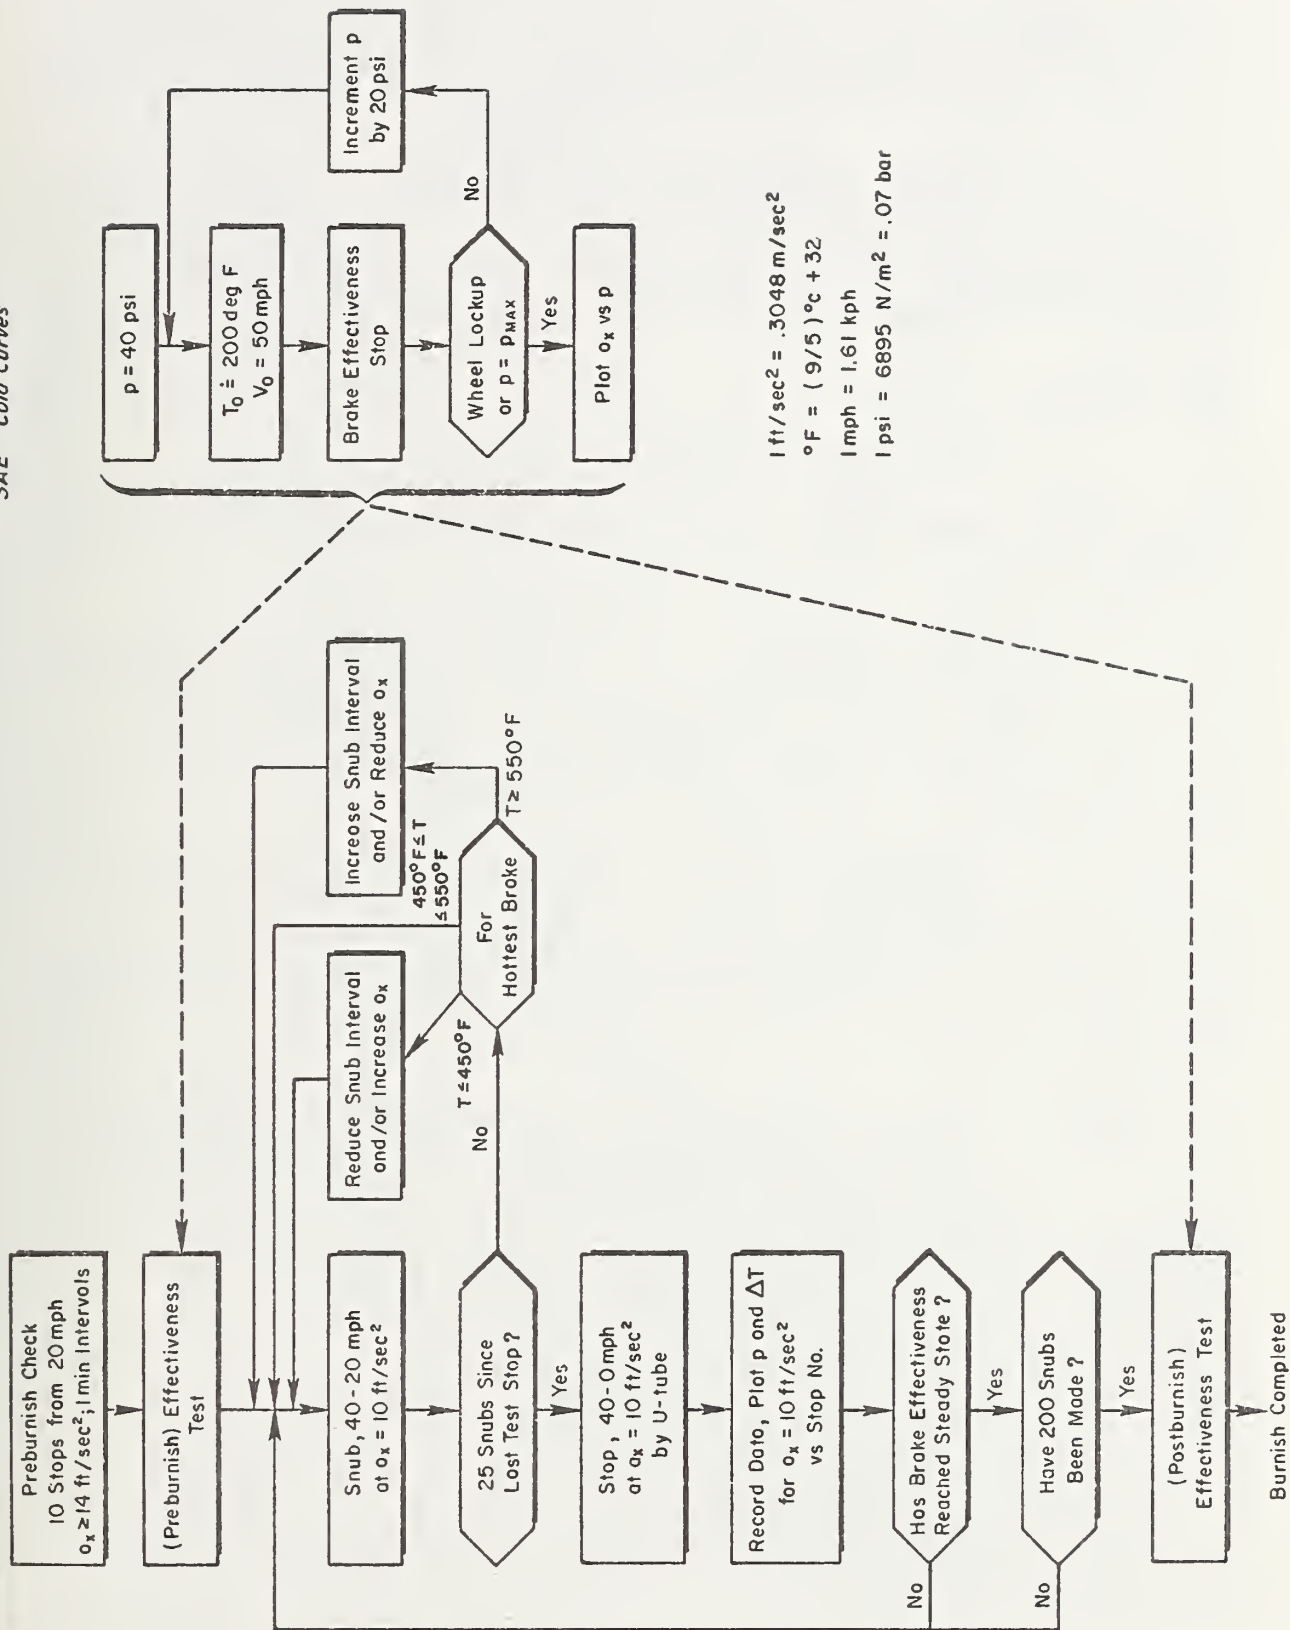 SAE cold curves
Preburnish Check
10 Stops from 20 mph
ax ≥ 14 ft/sec²; 1 min Intervals
(Preburnish) Effectiveness
Test
Snub, 40-20 mph
at ax = 10 ft/sec²
25 Snubs Since
Last Test Stop?
No
Yes
For
Hottest Brake
T≤450°F
Reduce Snub Interval
and/or Increase ax
450°F≤T
≤550°F
T≥550°F
Increase Snub Interval
and/or Reduce ax
Stop, 40-0 mph
at ax = 10 ft/sec²
by U-tube
Record Data, Plot p and ΔT
for ax = 10 ft/sec²
vs Stop No.
Has Brake Effectiveness
Reached Steady State ?
No
Yes
Have 200 Snubs
Been Made ?
No
Yes
(Postburnish)
Effectiveness Test
Burnish Completed
p = 40 psi
T₀ ≐ 200 deg F
V₀ = 50 mph
Brake Effectiveness
Stop
Wheel Lockup
or p = pMAX
No
Increment p
by 20 psi
Yes
Plot ax vs p
1 ft/sec² = .3048 m/sec²
°F = (9/5)°c + 32
1 mph = 1.61 kph
1 psi = 6895 N/m² = .07 bar